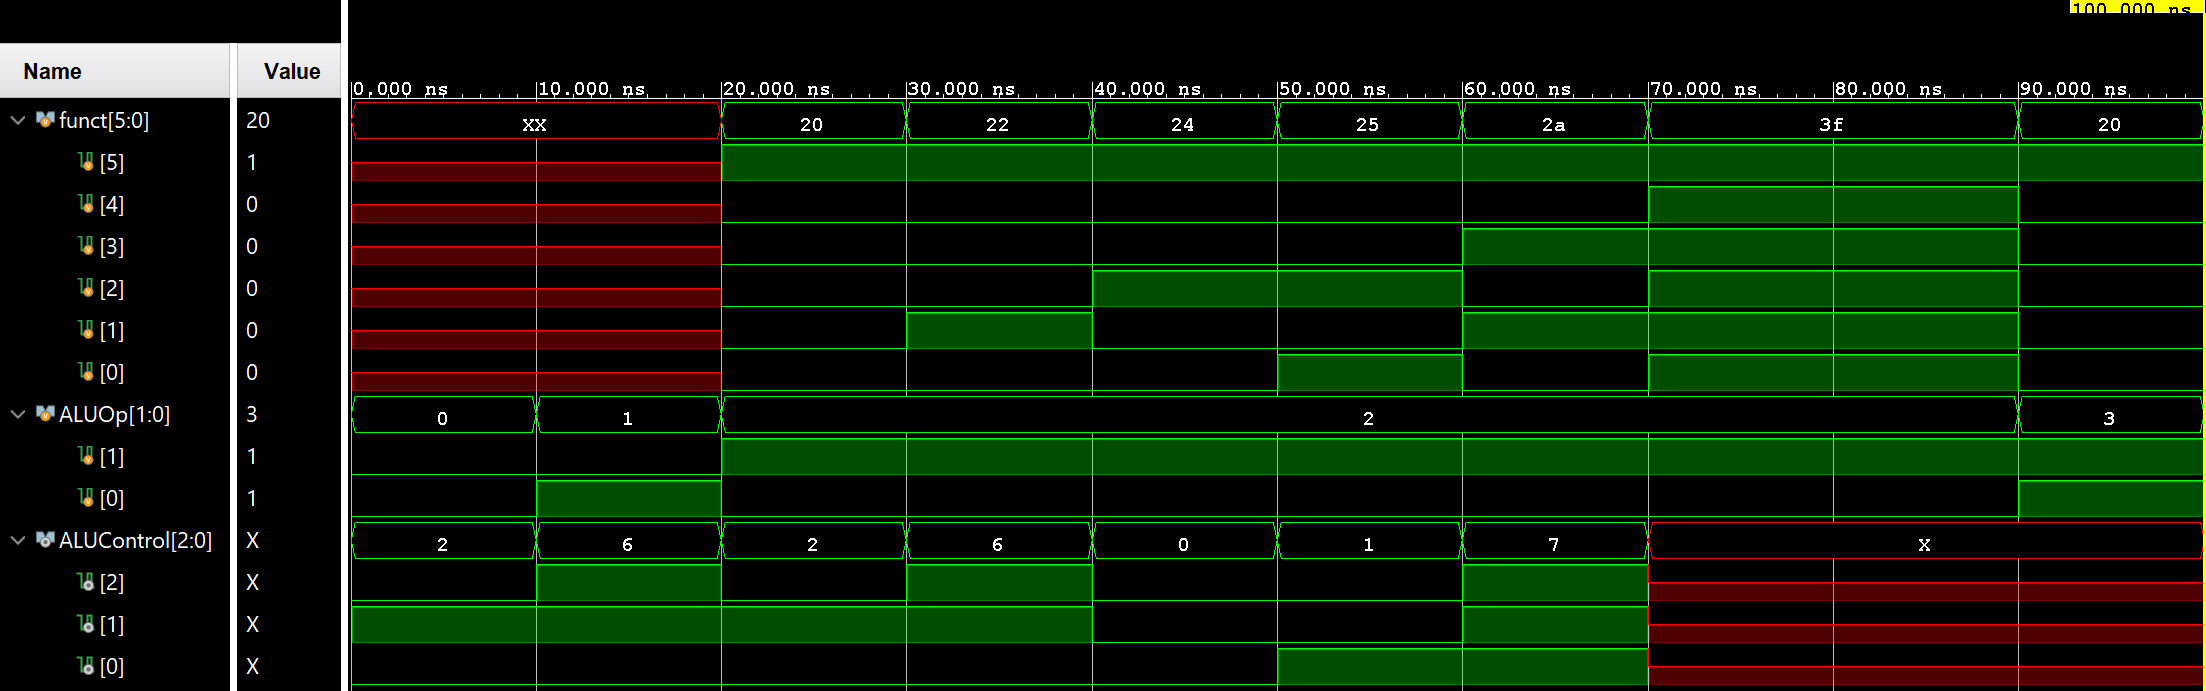 100.000 ns
Name Value
0.000 ns 10.000 ns 20.000 ns 30.000 ns 40.000 ns 50.000 ns 60.000 ns 70.000 ns 80.000 ns 90.000 ns
funct[5:0] 20 XX 20 22 24 25 2a 3f 20
[5] 1
[4] 0
[3] 0
[2] 0
[1] 0
[0] 0
ALUOp[1:0] 3 0 1 2 3
[1] 1
[0] 1
ALUControl[2:0] X 2 6 2 6 0 1 7 X
[2] X
[1] X
[0] X